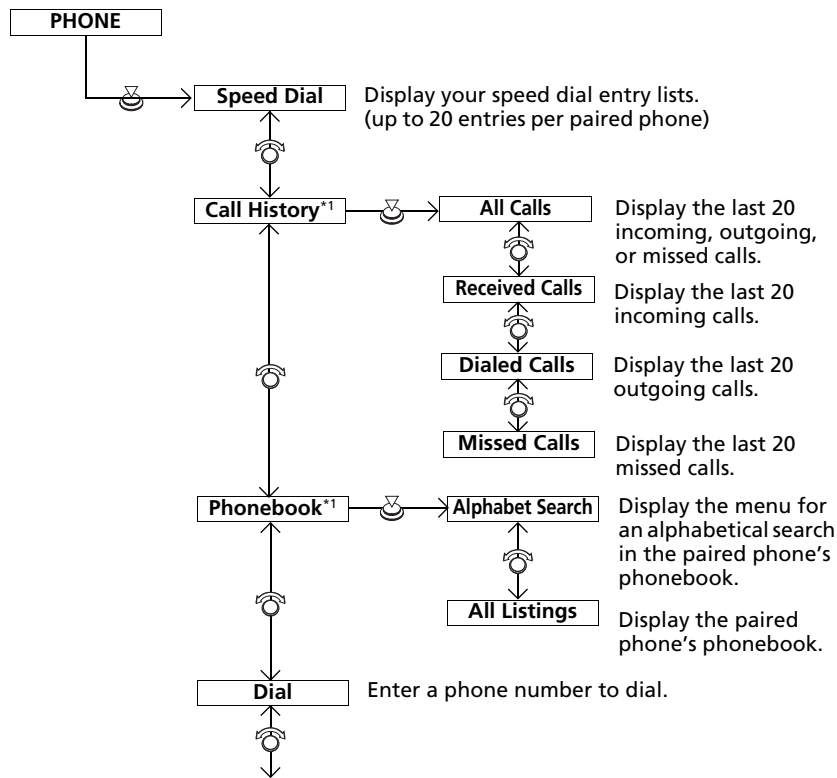 PHONE
Speed Dial
Display your speed dial entry lists.
(up to 20 entries per paired phone)
Call History*1
All Calls
Display the last 20
incoming, outgoing,
or missed calls.
Received Calls
Display the last 20
incoming calls.
Dialed Calls
Display the last 20
outgoing calls.
Missed Calls
Display the last 20
missed calls.
Phonebook*1
Alphabet Search
Display the menu for
an alphabetical search
in the paired phone's
phonebook.
All Listings
Display the paired
phone's phonebook.
Dial
Enter a phone number to dial.